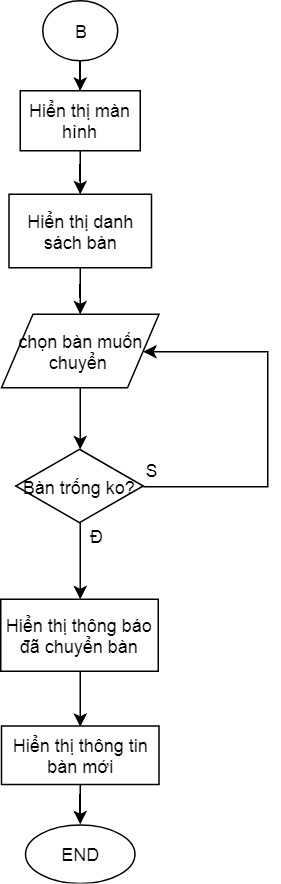 B
Hiển thị màn
hình
Hiển thị danh
sách bàn
chọn bàn muốn
chuyển
Bàn trống ko?
S
Đ
Hiển thị thông báo
đã chuyển bàn
Hiển thị thông tin
bàn mới
END